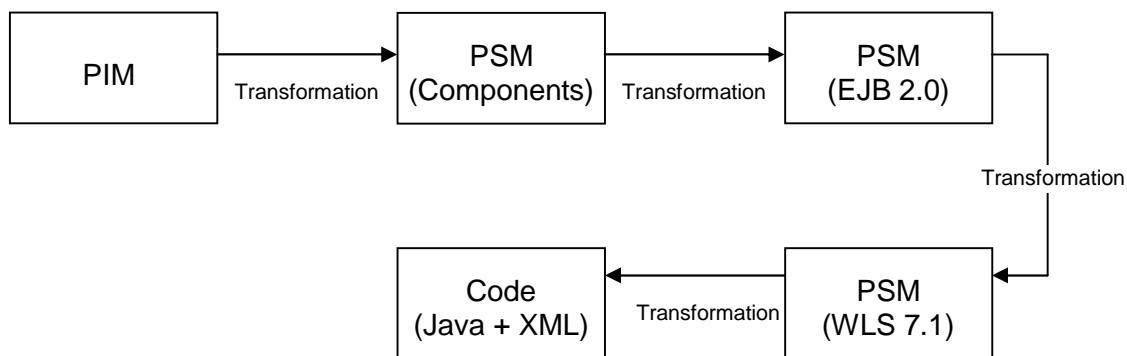 PIM
Transformation
PSM
(Components)
Transformation
PSM
(EJB 2.0)
Transformation
PSM
(WLS 7.1)
Transformation
Code
(Java + XML)